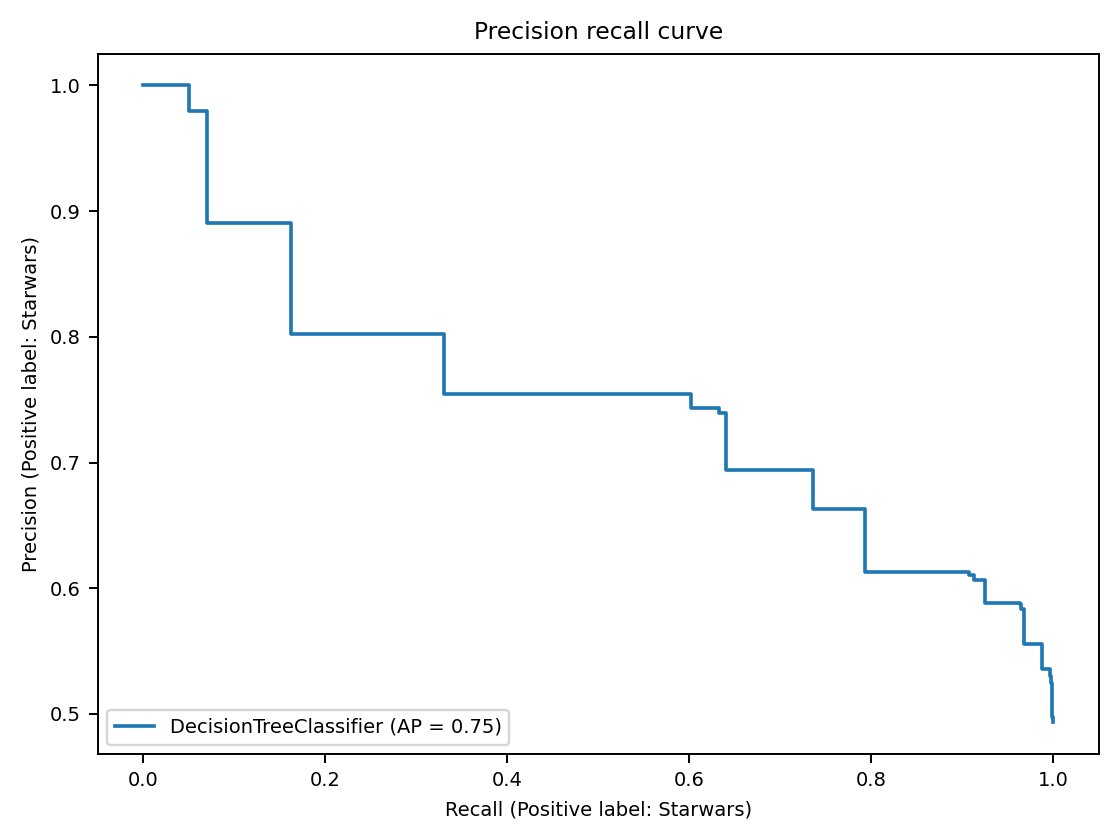 Precision recall curve
1.0
0.9
0.8
0.7
0.6
0.5
Precision (Positive label: Starwars)
DecisionTreeClassifier (AP = 0.75)
0.0 0.2 0.4 0.6 0.8 1.0
Recall (Positive label: Starwars)